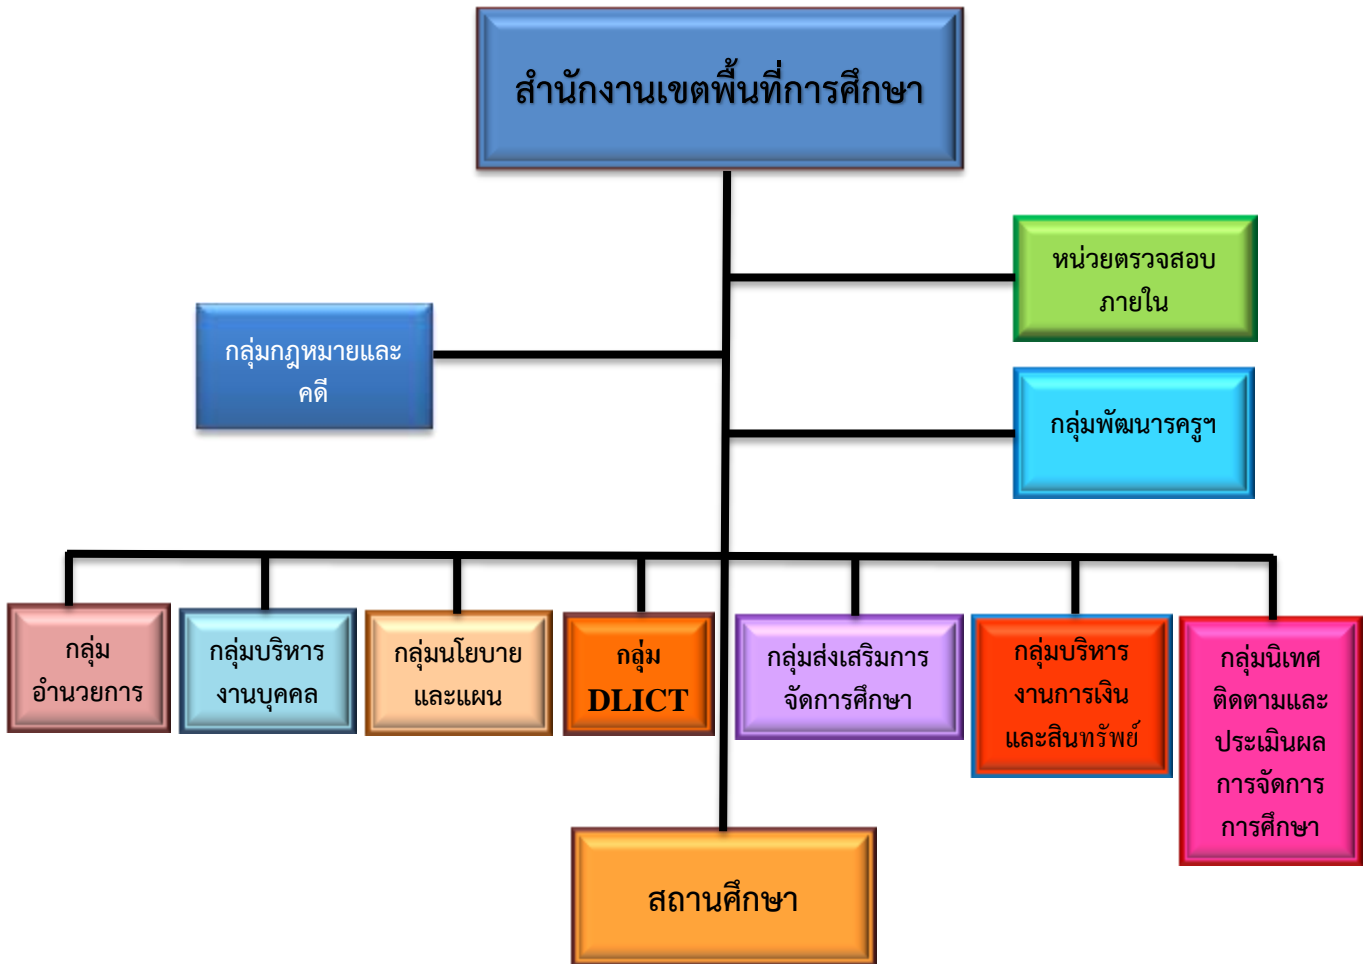 สำนักงานเขตพื้นที่การศึกษา
หน่วยตรวจสอบ
ภายใน
กลุ่มกฎหมายและ
คดี
กลุ่มพัฒนารครูฯ
กลุ่ม
อำนวยการ
กลุ่มบริหาร
งานบุคคล
กลุ่มนโยบาย
และแผน
กลุ่ม
DLICT
กลุ่มส่งเสริมการ
จัดการศึกษา
กลุ่มบริหาร
งานการเงิน
และสินทรัพย์
กลุ่มนิเทศ
ติดตามและ
ประเมินผล
การจัดการ
การศึกษา
สถานศึกษา